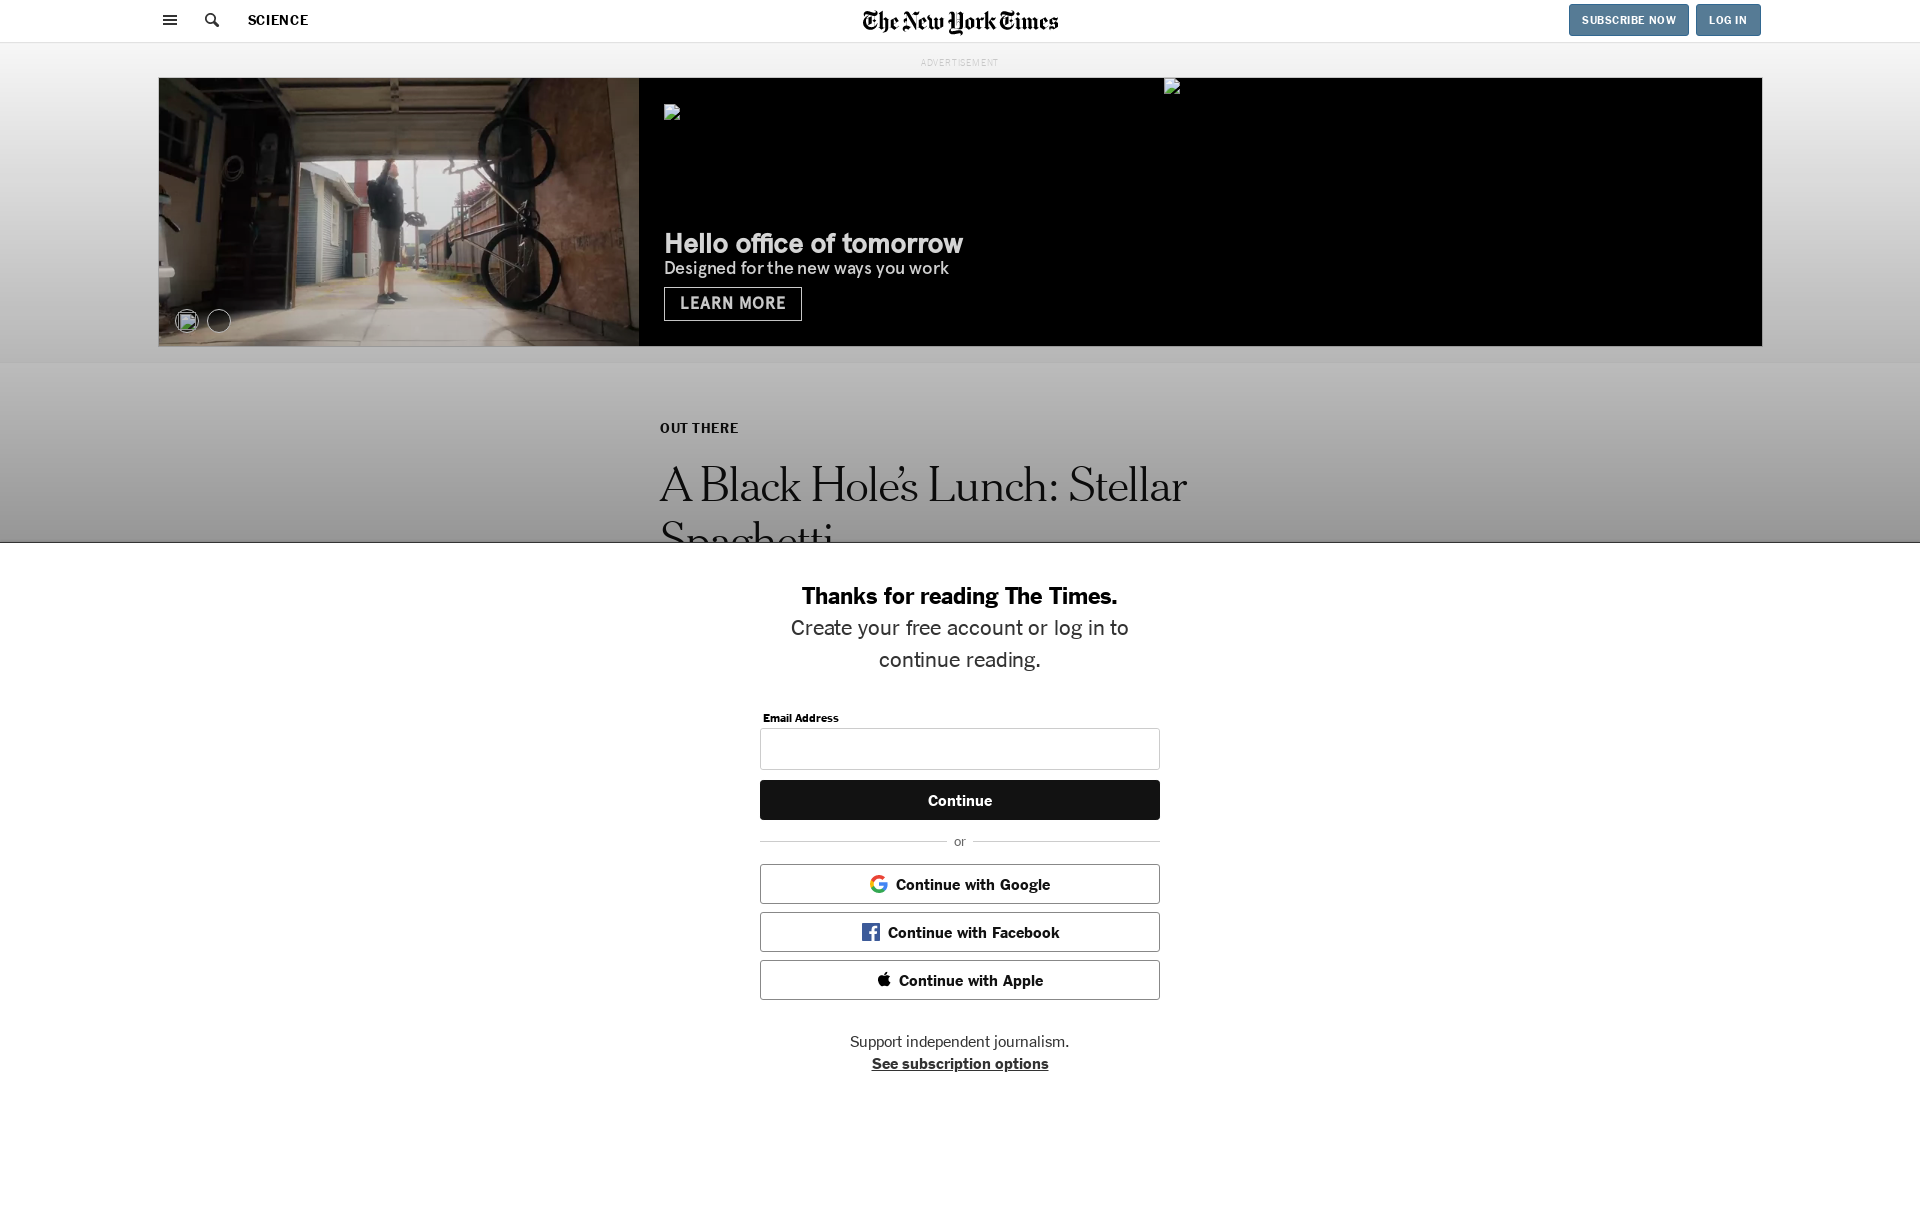 SCIENCE
The New York Times
SUBSCRIBE NOW
LOG IN
ADVERTISEMENT
Hello office of tomorrow
Designed for the new ways you work
LEARN MORE
OUT THERE
A Black Hole’s Lunch: Stellar
Spaghetti
Thanks for reading The Times.
Create your free account or log in to
continue reading.
Email Address
Continue
or
Continue with Google
Continue with Facebook
Continue with Apple
Support independent journalism.
See subscription options